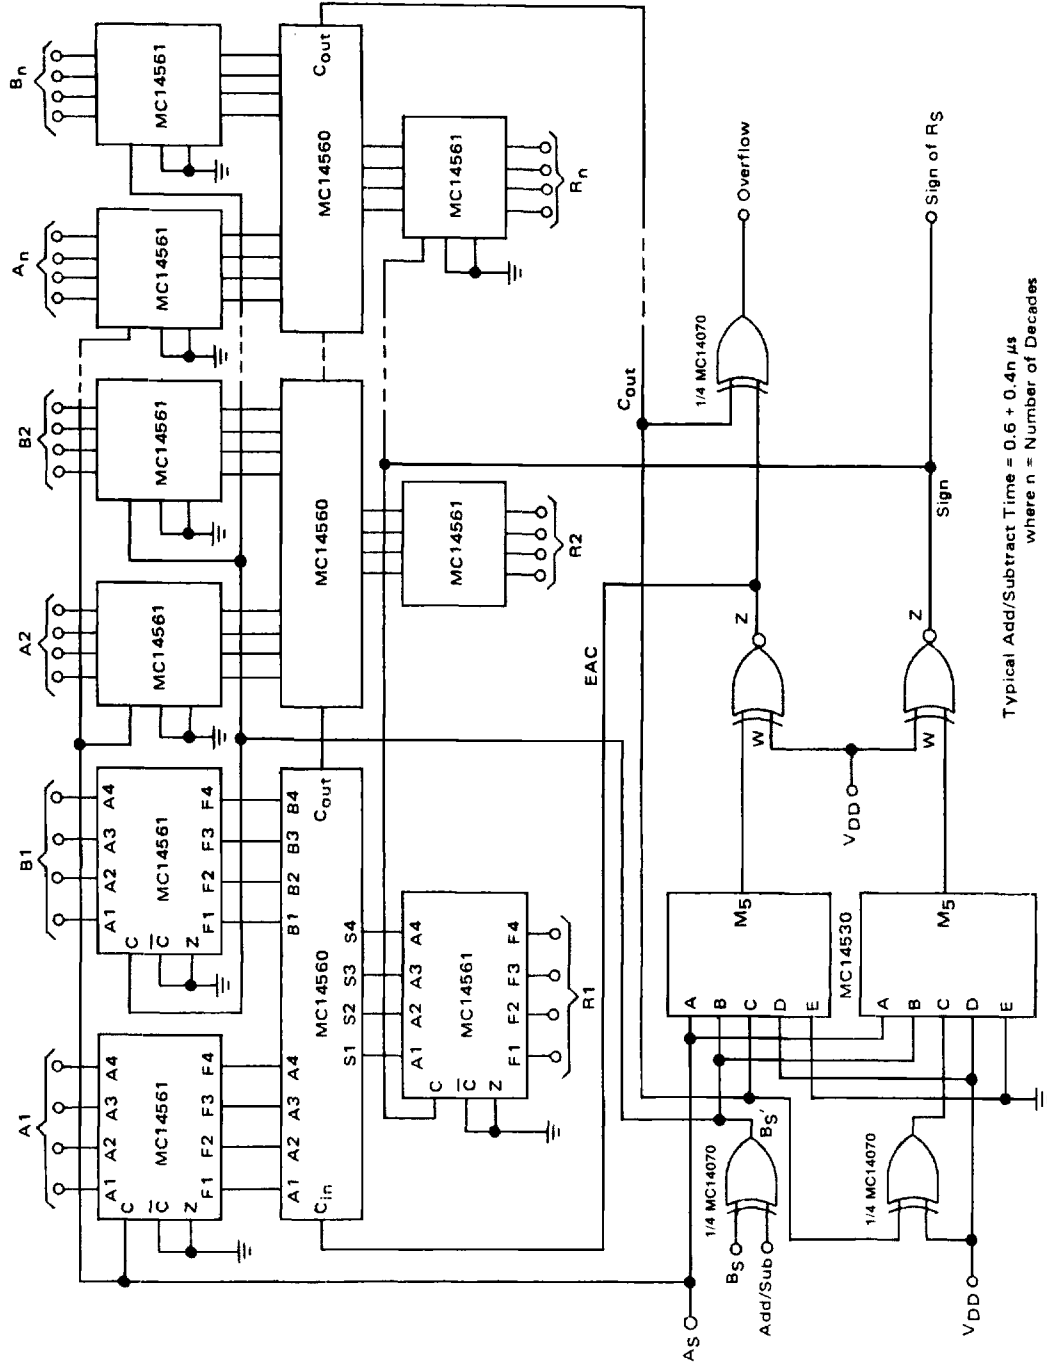 A1
A1 A2 A3 A4
C
C̅ MC14561
Z
F1 F2 F3 F4
B1
A1 A2 A3 A4
C
C̅ MC14561
Z
F1 F2 F3 F4
A2
MC14561
B2
MC14561
An
MC14561
Bn
MC14561
A1 A2 A3 A4 B1 B2 B3 B4
Cin MC14560 Cout
S1 S2 S3 S4
MC14560
MC14560 Cout
A1 A2 A3 A4
C
C̅ MC14561
Z
F1 F2 F3 F4
R1
MC14561
R2
MC14561
Rn
EAC
Cout
AS
BS
Add/Sub
1/4 MC14070
BS'
A
B
C
D
E
M5
MC14530
A
B
C
D
E
M5
VDD
1/4 MC14070
W
Z
VDD
W
Z
Sign
1/4 MC14070
Overflow
Sign of RS
Typical Add/Subtract Time = 0.6 + 0.4n µs
where n = Number of Decades